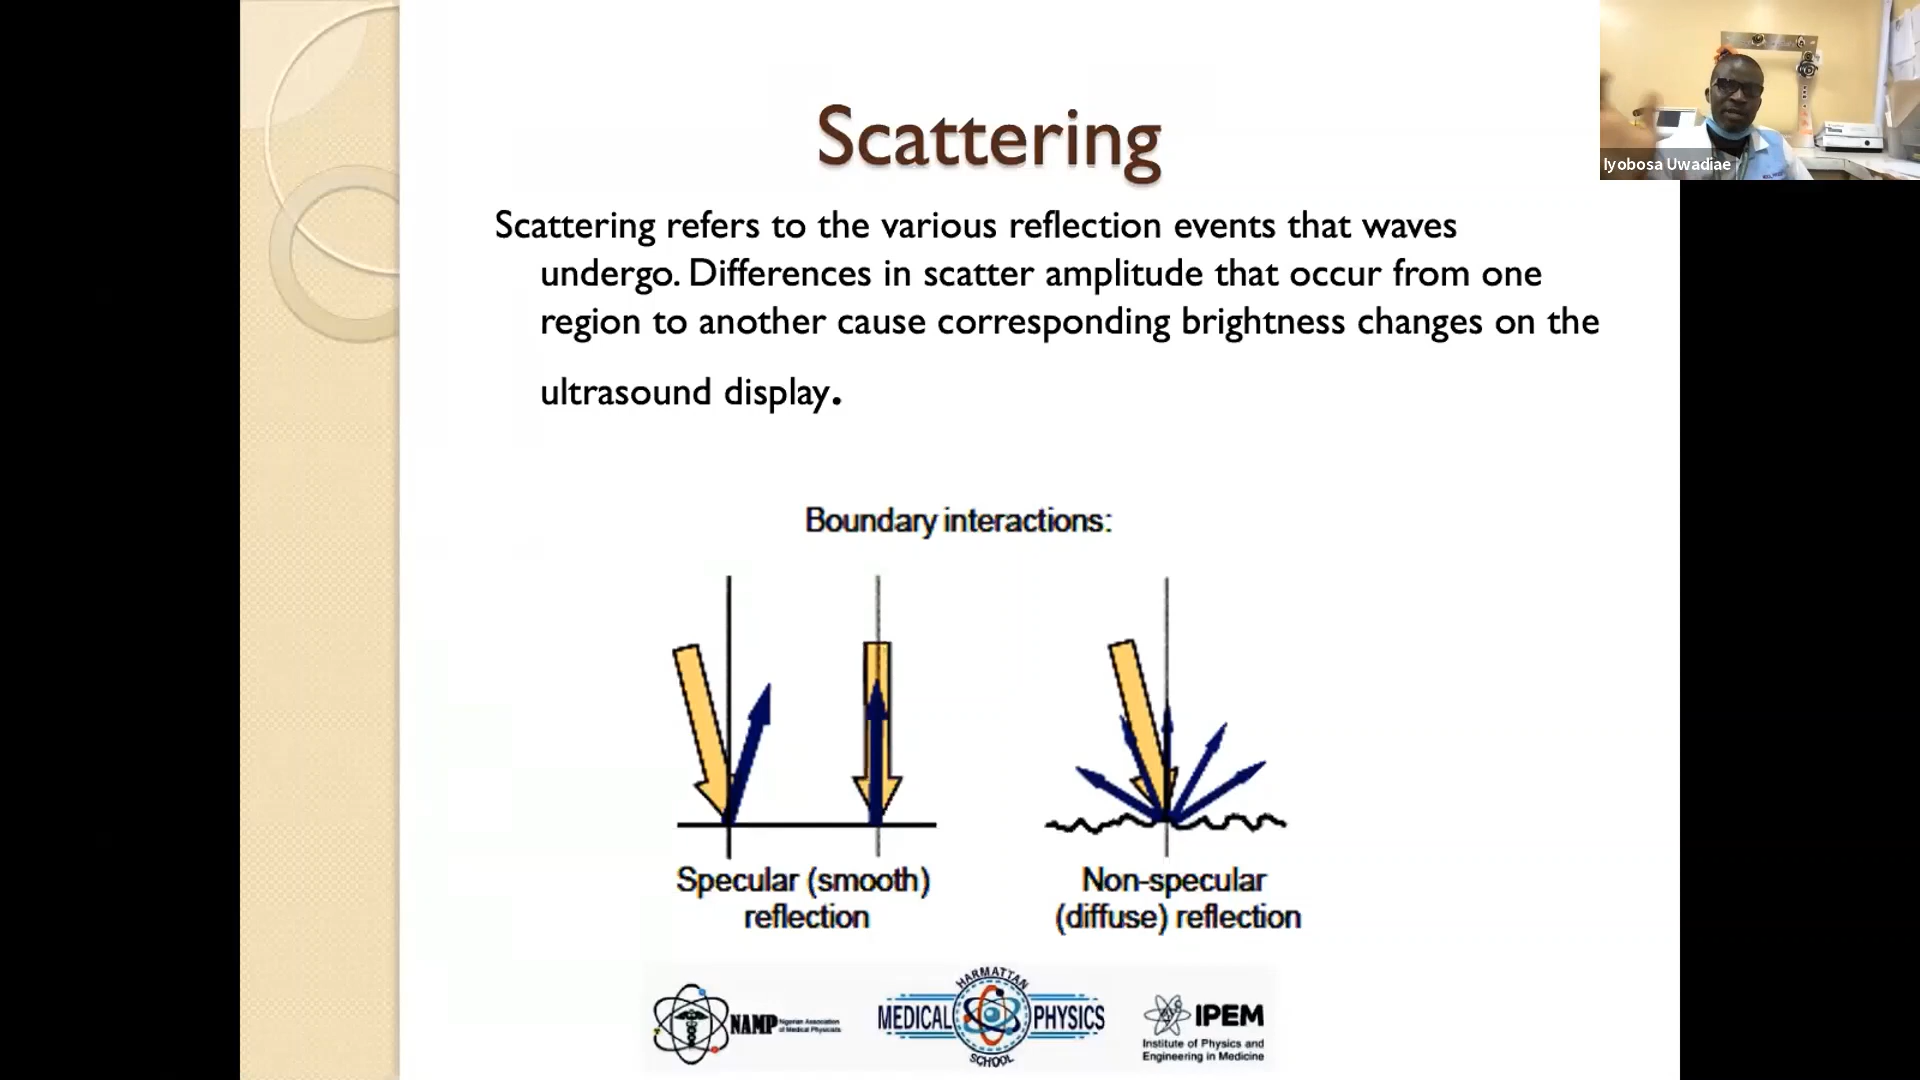 Scattering
Iyobosa Uwadiae
Scattering refers to the various reflection events that waves
undergo. Differences in scatter amplitude that occur from one
region to another cause corresponding brightness changes on the
ultrasound display.
Boundary interactions:
Specular (smooth)
reflection
Non-specular
(diffuse) reflection
NAMP
Nigerian Association
of Medical Physicists
HARMATTAN
MEDICAL PHYSICS
SCHOOL
IPEM
Institute of Physics and
Engineering in Medicine